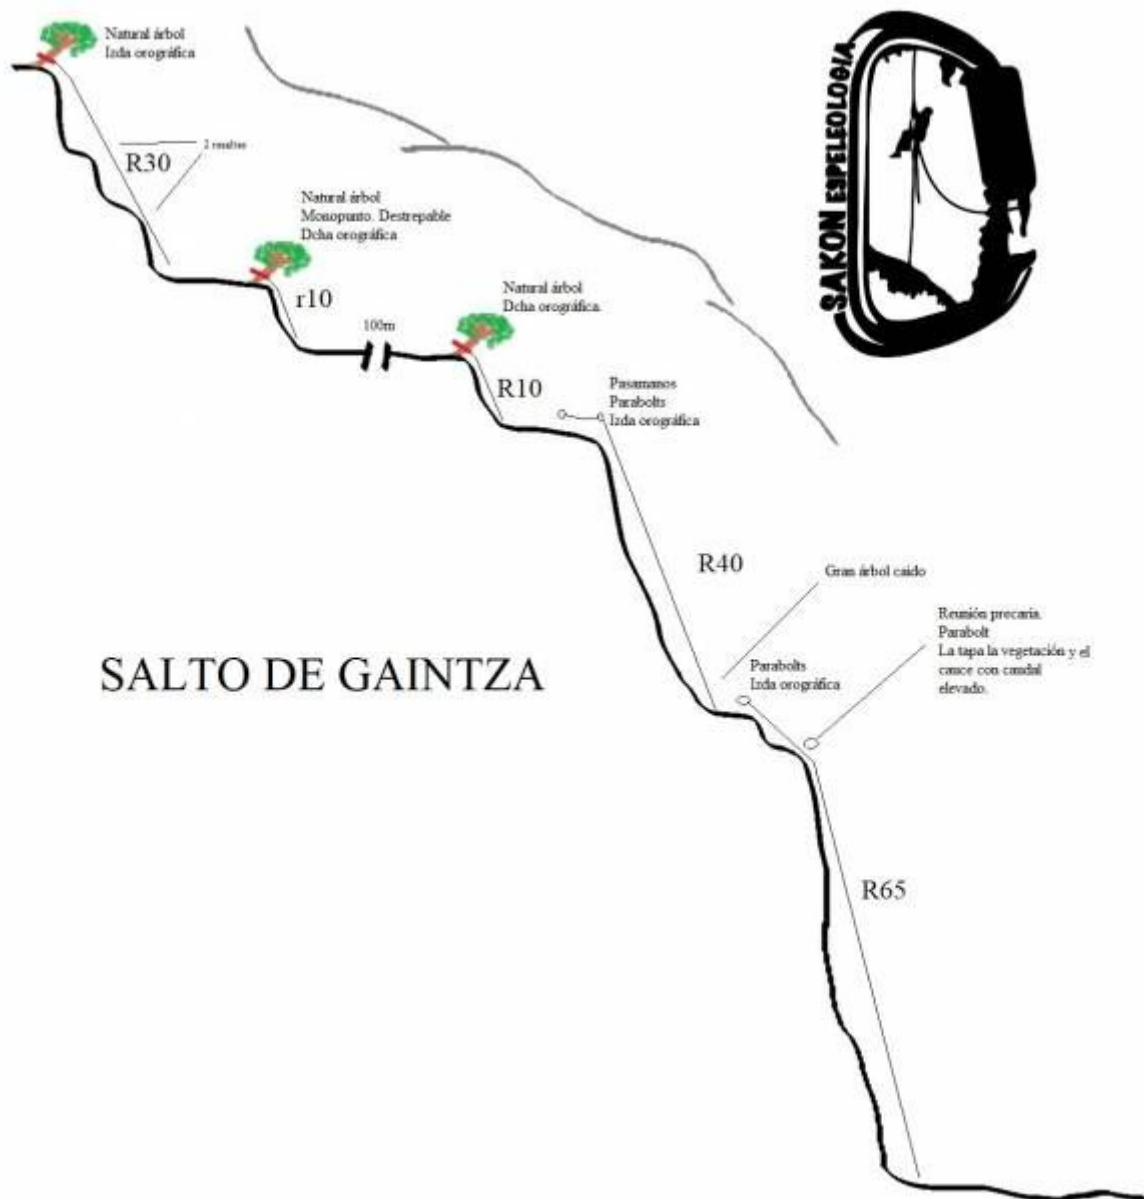 Natural árbol
Izda orográfica
R30
2 resaltes
Natural árbol
Monopunto. Destrepable
Dcha orográfica
r10
100m
Natural árbol
Dcha orográfica.
R10
Pasamanos
Parabolts
Izda orográfica
R40
Gran árbol caido
Parabolts
Izda orográfica
Reunión precaria.
Parabolt
La tapa la vegetación y el
cauce con caudal
elevado.
R65
SALTO DE GAINTZA
SAKON ESPELEOLOGIA